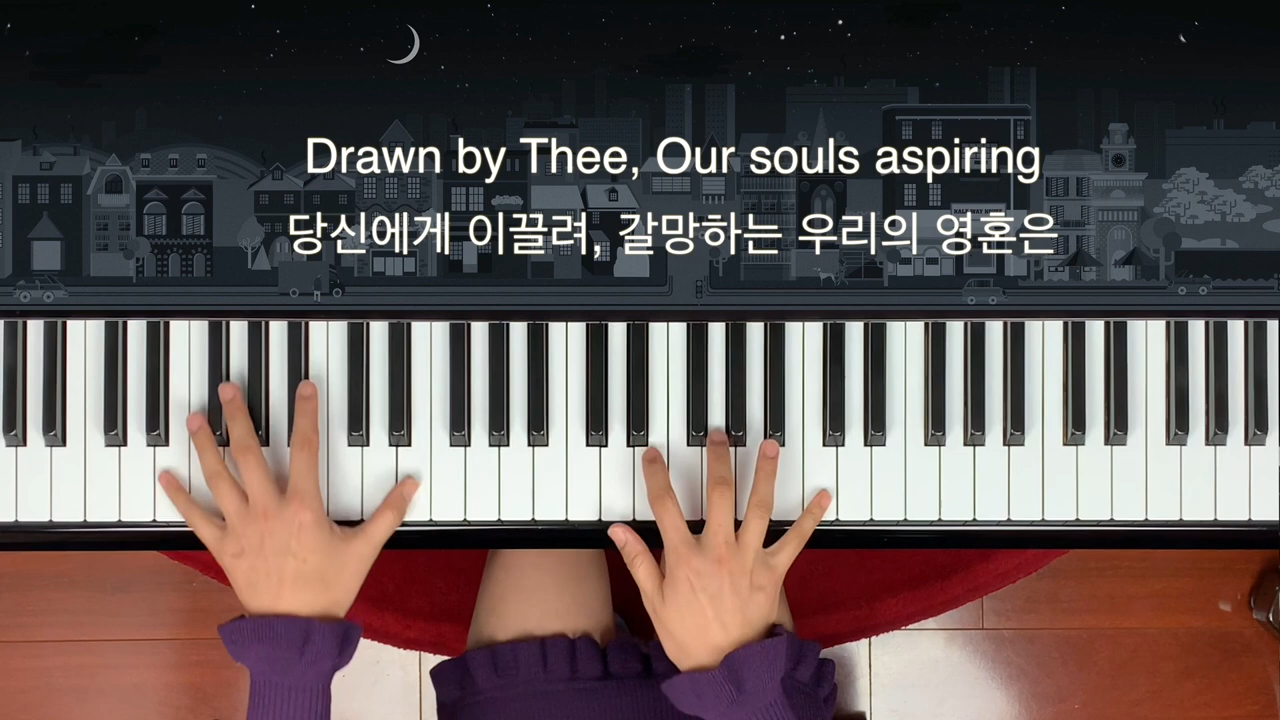 Drawn by Thee, Our souls aspiring
당신에게 이끌려, 갈망하는 우리의 영혼은